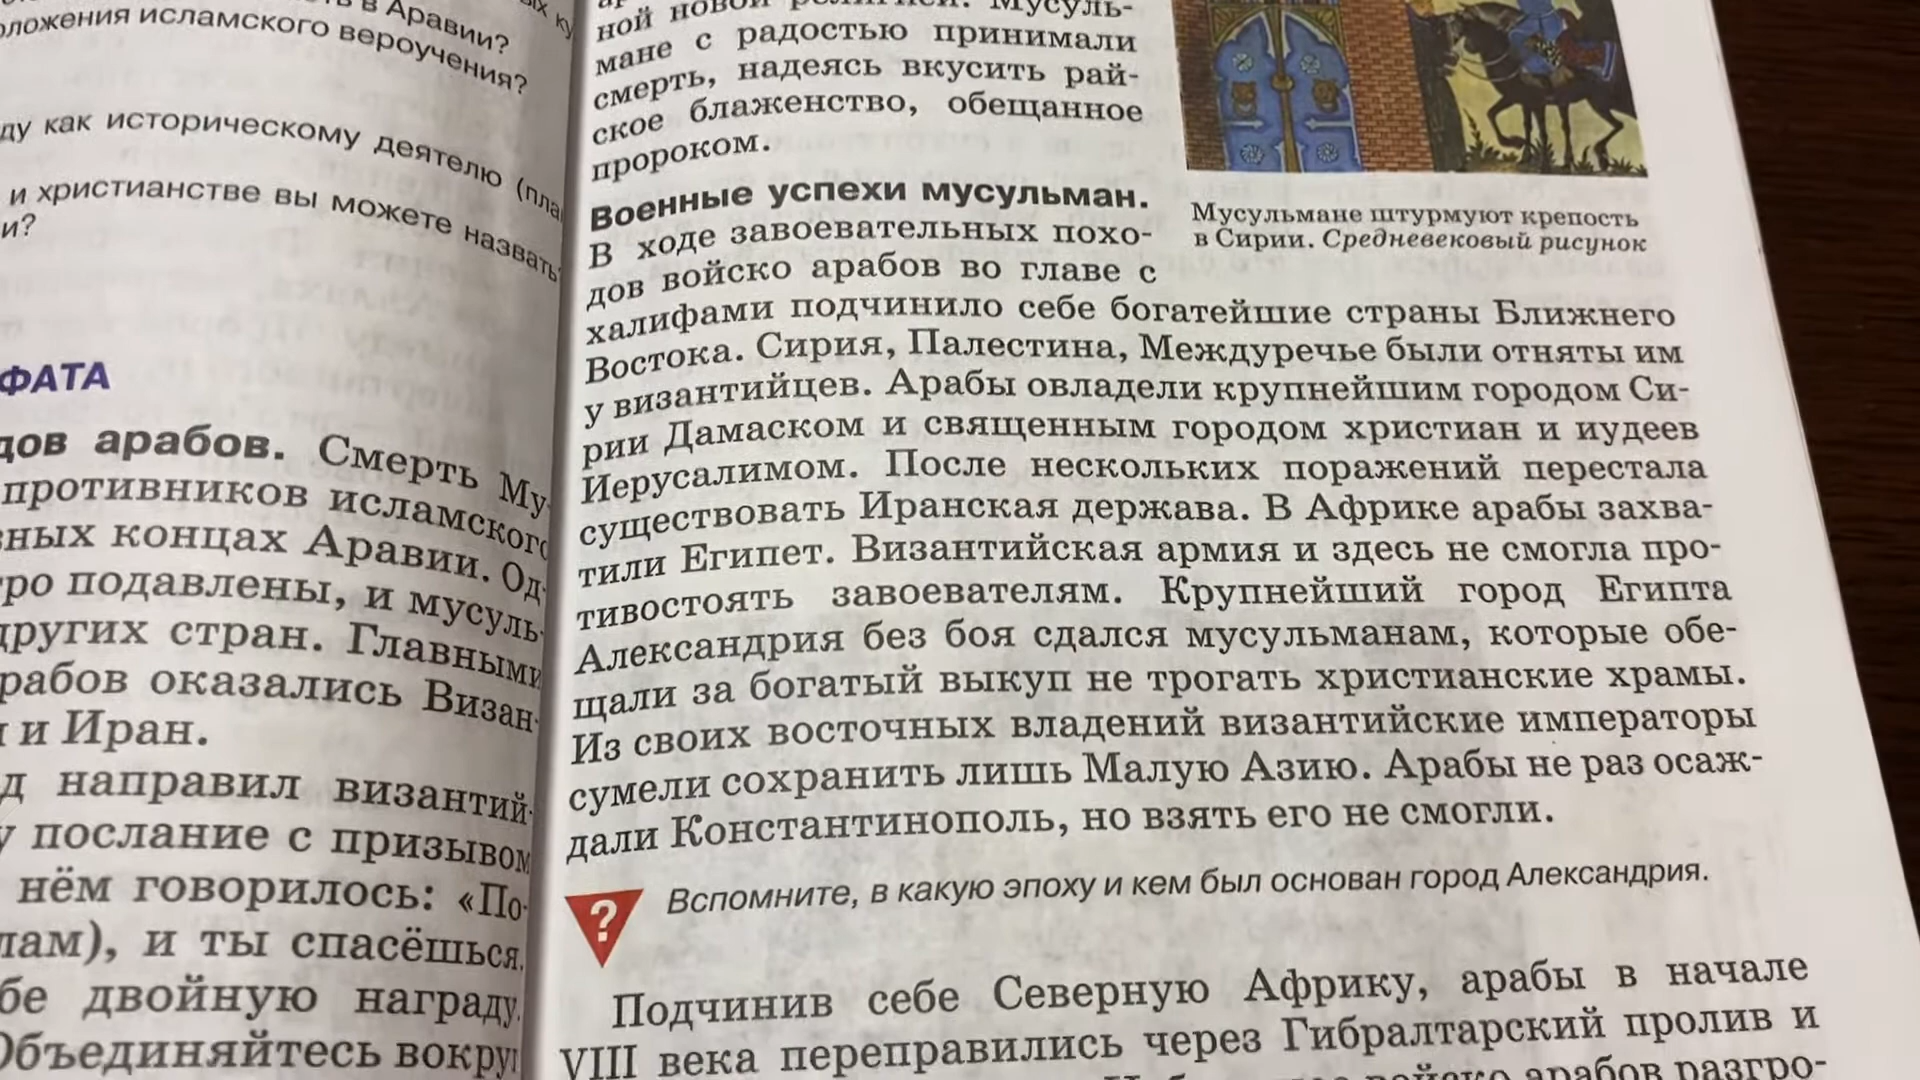 в Аравии?
исламского вероучения?
как историческому деятелю
и христианстве вы можете назвать
и?
ФАТА
арабов. Смерть Му-
противников исламского
концах Аравии. Од-
подавлены, и мусуль-
других стран. Главными
оказались Визан-
и Иран.
направил византий-
послание с призывом
нём говорилось: «По-
и ты спасёшься.
двойную награду.
Объединяйтесь вокруг
ной новой религией. Мусуль-
мане с радостью принимали
смерть, надеясь вкусить рай-
ское блаженство, обещанное
пророком.
Военные успехи мусульман.
В ходе завоевательных похо-
дов войско арабов во главе с
халифами подчинило себе богатейшие страны Ближнего
Востока. Сирия, Палестина, Междуречье были отняты им
у византийцев. Арабы овладели крупнейшим городом Си-
рии Дамаском и священным городом христиан и иудеев
Иерусалимом. После нескольких поражений перестала
существовать Иранская держава. В Африке арабы захва-
тили Египет. Византийская армия и здесь не смогла про-
тивостоять завоевателям. Крупнейший город Египта
Александрия без боя сдался мусульманам, которые обе-
щали за богатый выкуп не трогать христианские храмы.
Из своих восточных владений византийские императоры
сумели сохранить лишь Малую Азию. Арабы не раз осаж-
дали Константинополь, но взять его не смогли.
? Вспомните, в какую эпоху и кем был основан город Александрия.
Подчинив себе Северную Африку, арабы в начале
VIII века переправились через Гибралтарский пролив и
войско арабов разгро-
Мусульмане штурмуют крепость
в Сирии. Средневековый рисунок